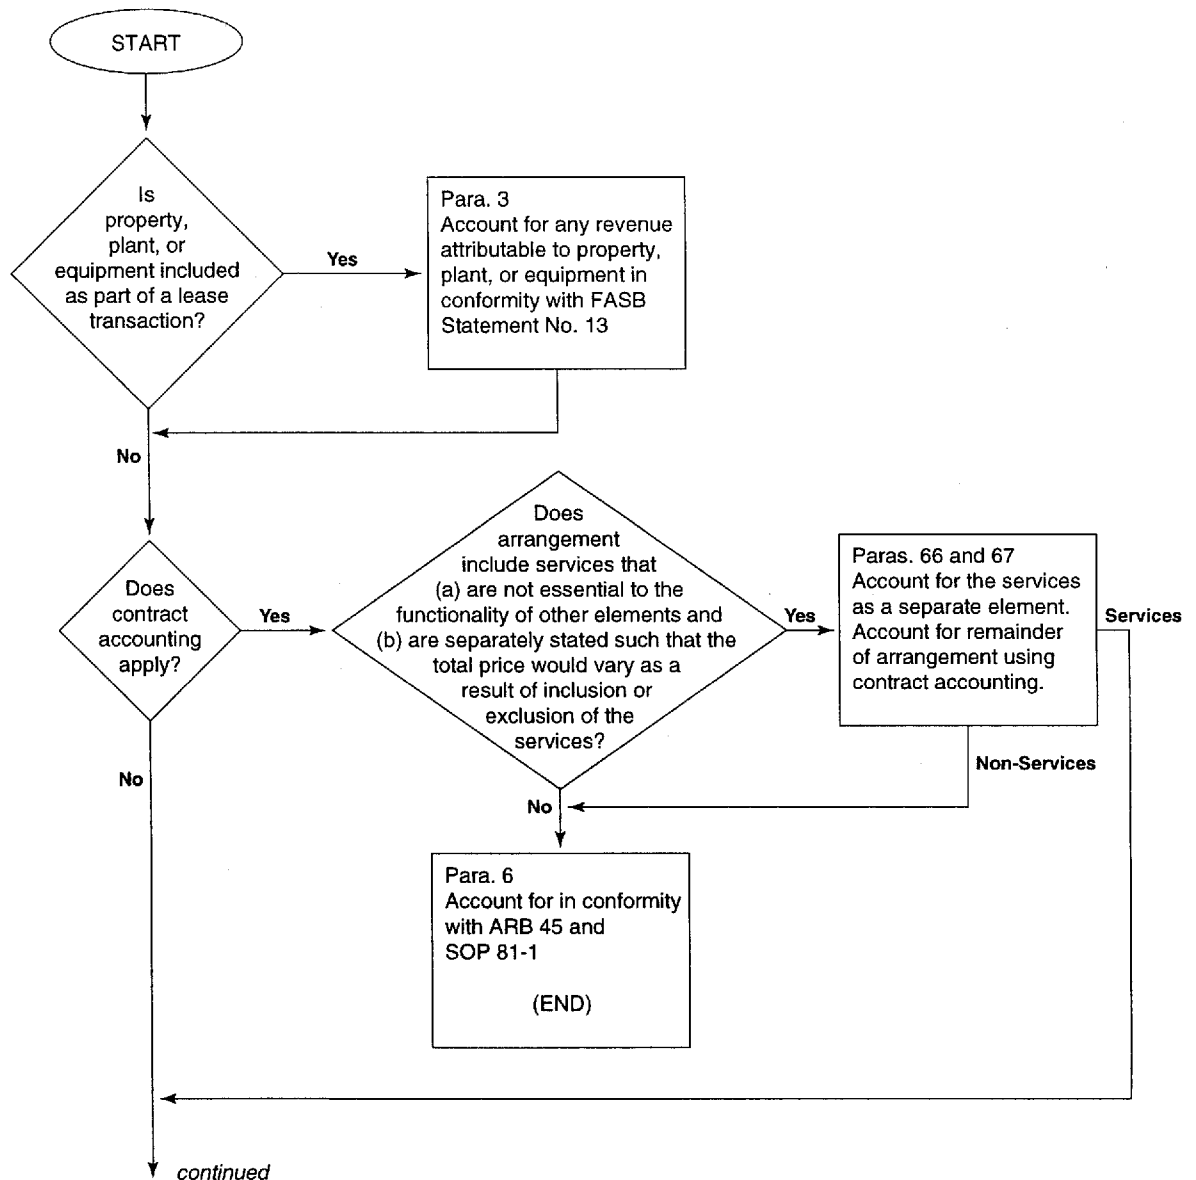 START
Is
property,
plant, or
equipment included
as part of a lease
transaction?
Yes
Para. 3
Account for any revenue
attributable to property,
plant, or equipment in
conformity with FASB
Statement No. 13
No
Does
contract
accounting
apply?
Yes
Does
arrangement
include services that
(a) are not essential to the
functionality of other elements and
(b) are separately stated such that the
total price would vary as a
result of inclusion or
exclusion of the
services?
Yes
Paras. 66 and 67
Account for the services
as a separate element.
Account for remainder
of arrangement using
contract accounting.
Services
Non-Services
No
No
Para. 6
Account for in conformity
with ARB 45 and
SOP 81-1
(END)
continued